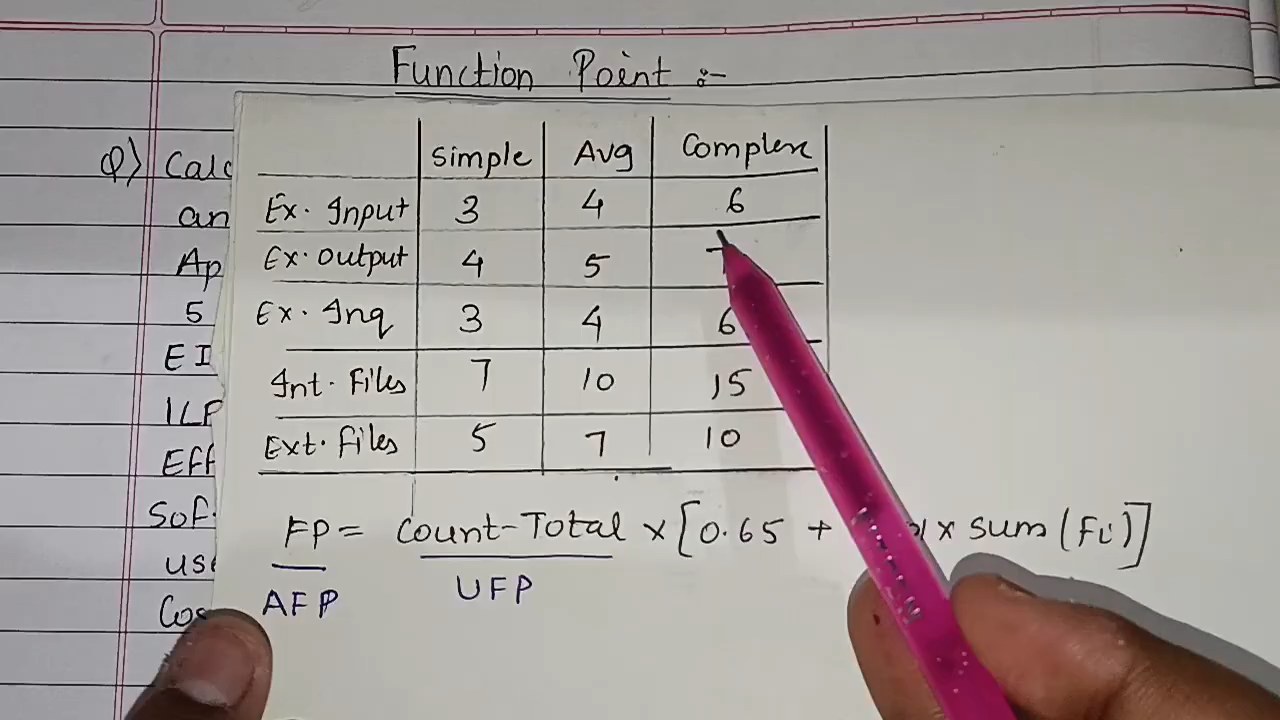 Function Point :-
Q) Calc
an
Ap
5
EI
ILF
EFF
Sof
use
Cos
Simple Avg Complex
Ex. Input 3 4 6
Ex. Output 4 5
Ex. Inq 3 4 6
Int. Files 7 10 15
Ext. Files 5 7 10
FP = Count-Total x [0.65 + x Sum (Fi)]
AFP UFP